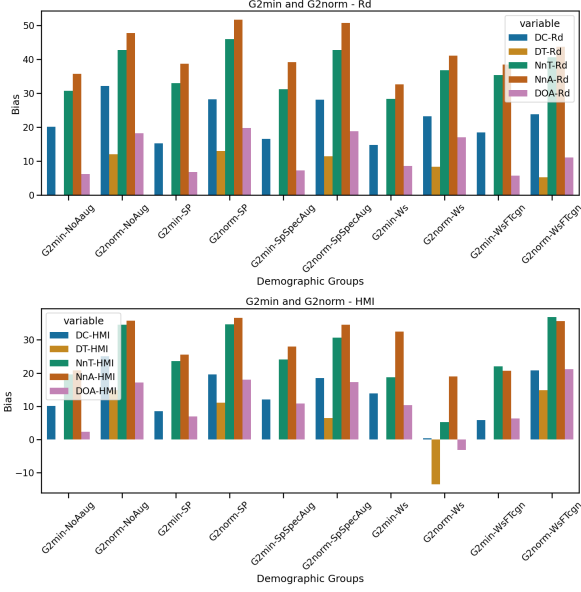 G2min and G2norm - Rd
50
40
30
20
10
0
Bias
variable
DC-Rd
DT-Rd
NnT-Rd
NnA-Rd
DOA-Rd
G2min-NoAaug
G2norm-NoAug
G2min-SP
G2norm-SP
G2min-SpSpecAug
G2norm-SpSpecAug
G2min-Ws
G2norm-Ws
G2min-WsFTcgn
G2norm-WsFTcgn
Demographic Groups
G2min and G2norm - HMI
30
20
10
0
−10
Bias
variable
DC-HMI
DT-HMI
NnT-HMI
NnA-HMI
DOA-HMI
G2min-NoAaug
G2norm-NoAug
G2min-SP
G2norm-SP
G2min-SpSpecAug
G2norm-SpSpecAug
G2min-Ws
G2norm-Ws
G2min-WsFTcgn
G2norm-WsFTcgn
Demographic Groups